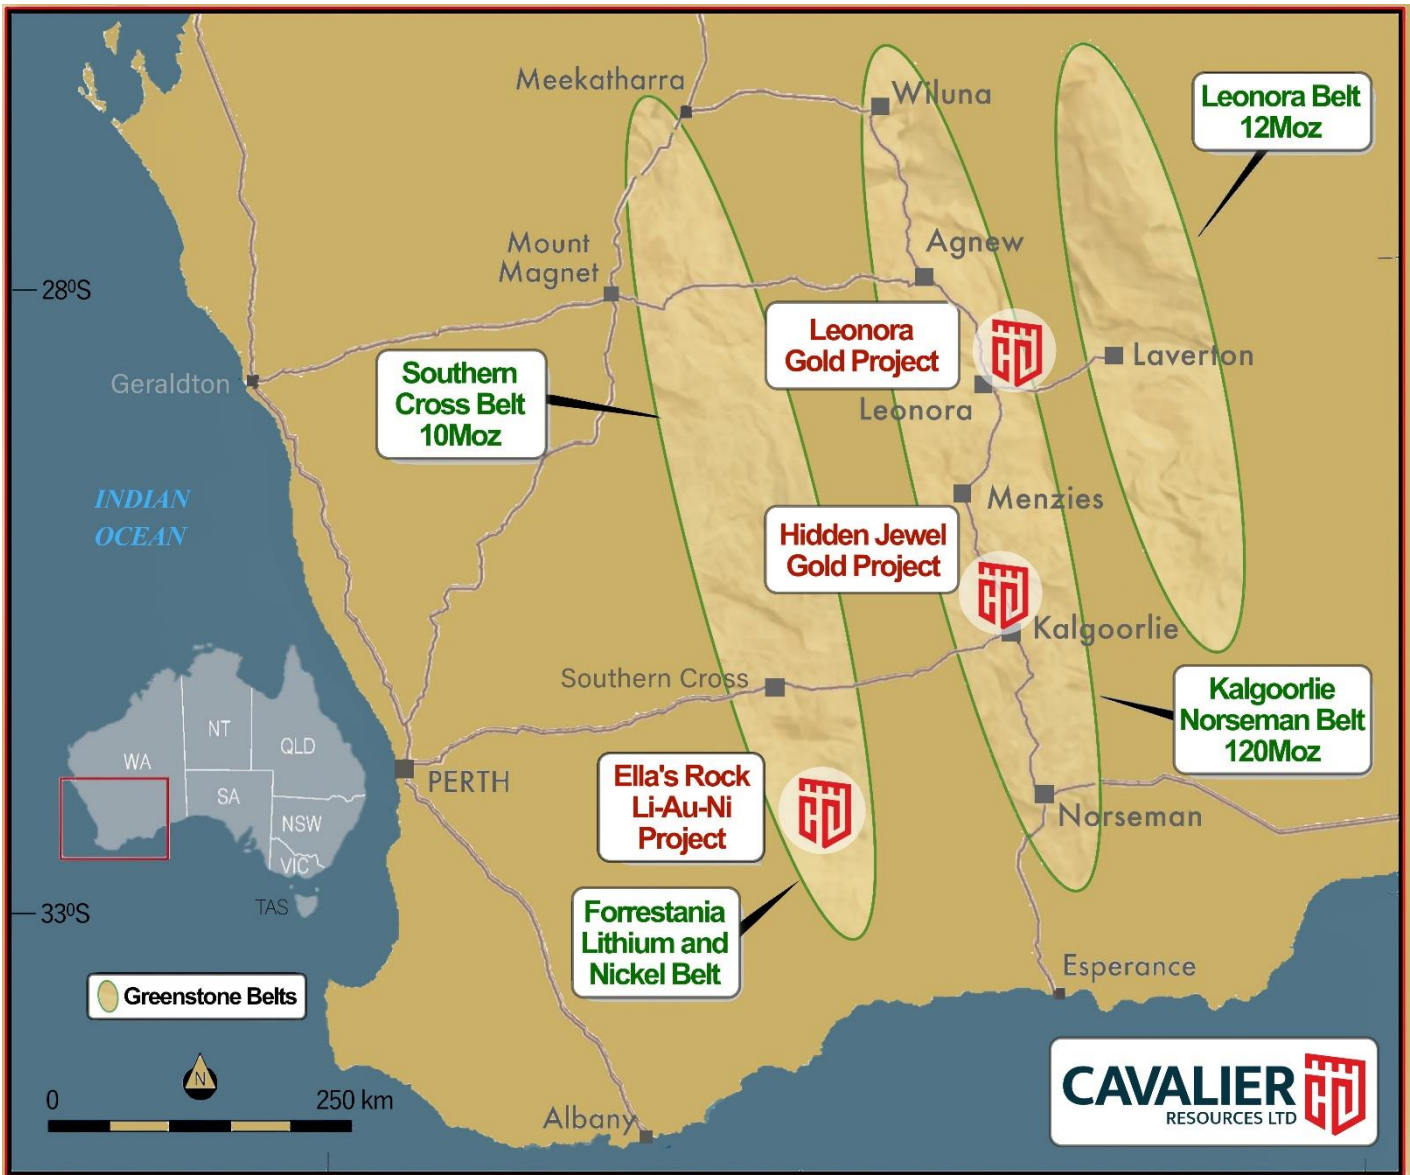 Meekatharra
Wiluna
Leonora Belt
12Moz
Mount
Magnet
Agnew
28⁰S
Leonora
Gold Project
Laverton
Geraldton
Southern
Cross Belt
10Moz
Leonora
INDIAN
OCEAN
Menzies
Hidden Jewel
Gold Project
Kalgoorlie
Southern Cross
Kalgoorlie
Norseman Belt
120Moz
WA
NT
QLD
SA
NSW
VIC
TAS
PERTH
Ella's Rock
Li-Au-Ni
Project
Norseman
33⁰S
Forrestania
Lithium and
Nickel Belt
Esperance
Greenstone Belts
N
0
250 km
Albany
CAVALIER
RESOURCES LTD